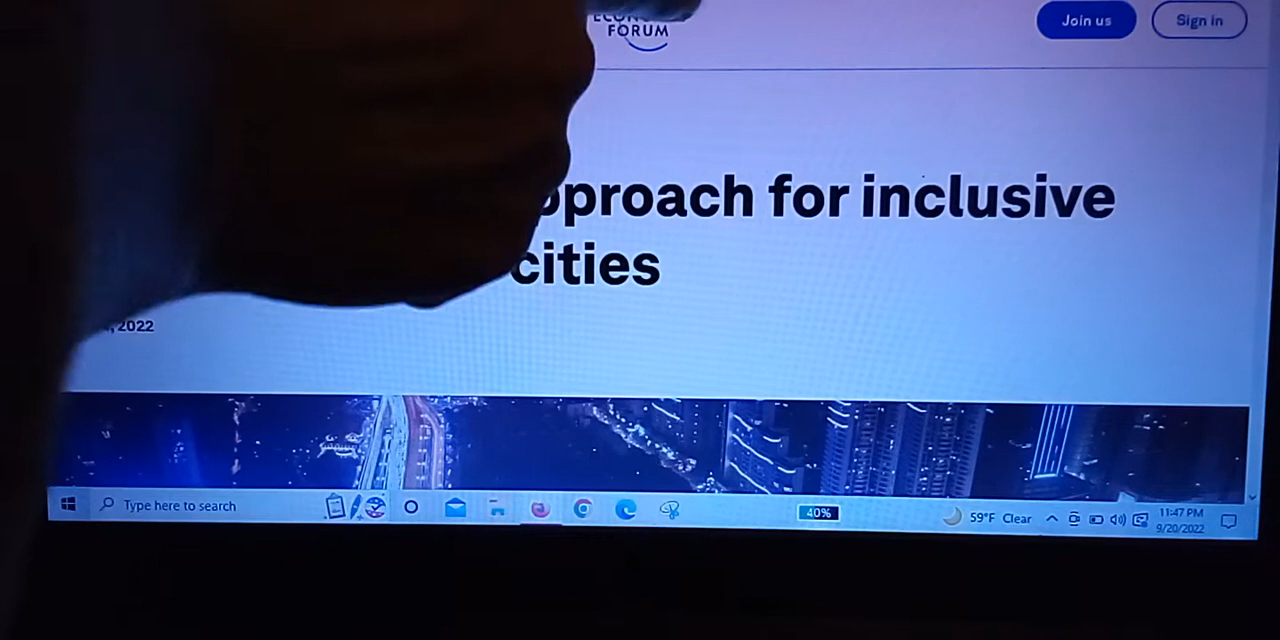 FORUM
Join us
Sign in
for inclusive
cities
2022
Type here to search
40%
59°F Clear
11:47 PM
9/20/2022